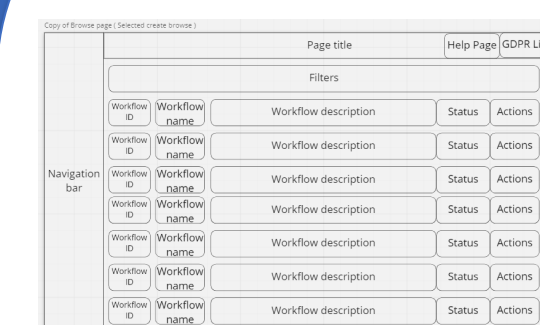 Copy of Browse page ( Selected create browse )
Page title
Help Page
GDPR Li
Filters
Workflow
ID
Workflow
name
Workflow description
Status
Actions
Workflow
ID
Workflow
name
Workflow description
Status
Actions
Navigation
bar
Workflow
ID
Workflow
name
Workflow description
Status
Actions
Workflow
ID
Workflow
name
Workflow description
Status
Actions
Workflow
ID
Workflow
name
Workflow description
Status
Actions
Workflow
ID
Workflow
name
Workflow description
Status
Actions
Workflow
ID
Workflow
name
Workflow description
Status
Actions